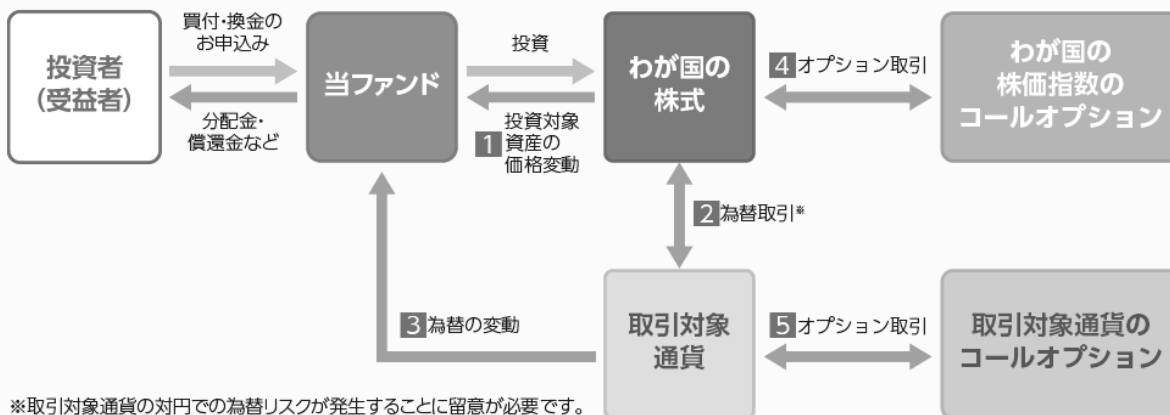 投資者
(受益者)
買付・換金の
お申込み
分配金・
償還金など
当ファンド
投資
1 投資対象
資産の
価格変動
わが国の
株式
4 オプション取引
わが国の
株価指数の
コールオプション
2 為替取引※
3 為替の変動
取引対象
通貨
5 オプション取引
取引対象通貨の
コールオプション
※取引対象通貨の対円での為替リスクが発生することに留意が必要です。